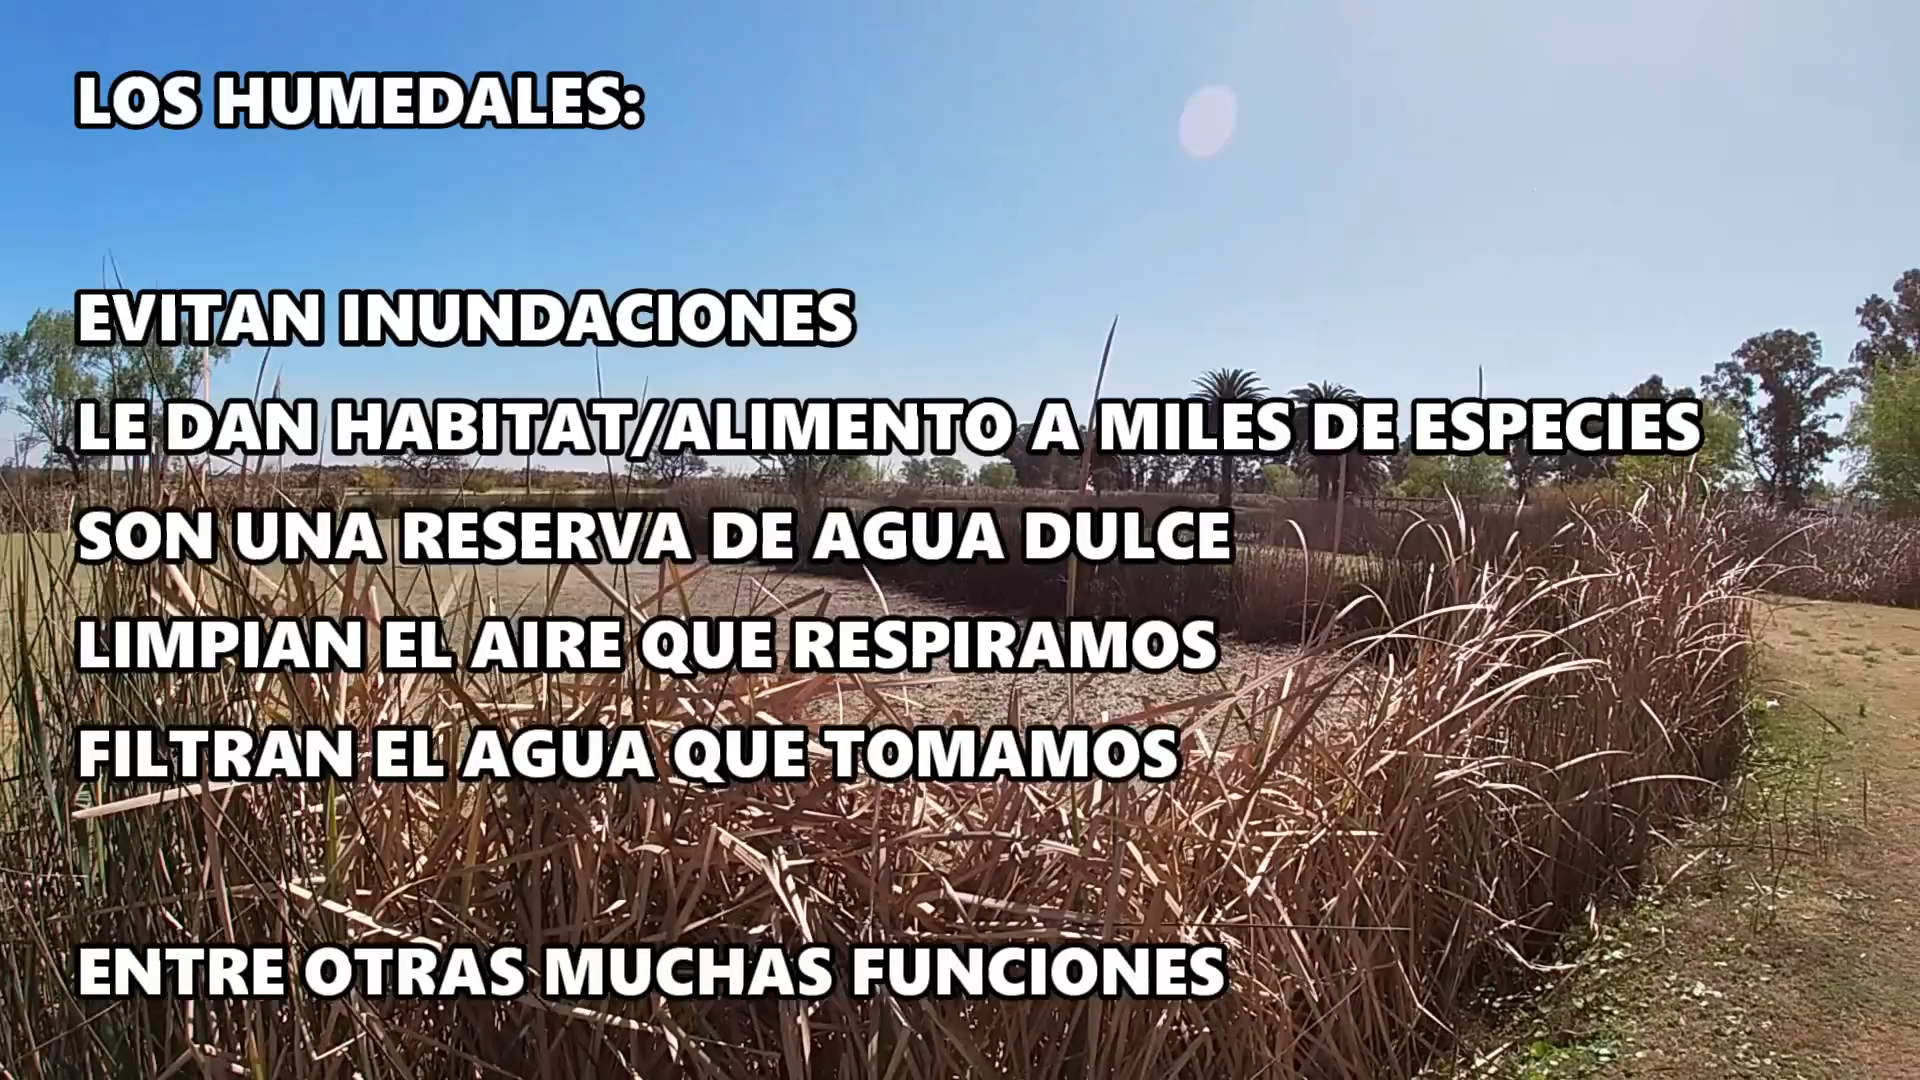 LOS HUMEDALES:
EVITAN INUNDACIONES
LE DAN HABITAT/ALIMENTO A MILES DE ESPECIES
SON UNA RESERVA DE AGUA DULCE
LIMPIAN EL AIRE QUE RESPIRAMOS
FILTRAN EL AGUA QUE TOMAMOS
ENTRE OTRAS MUCHAS FUNCIONES